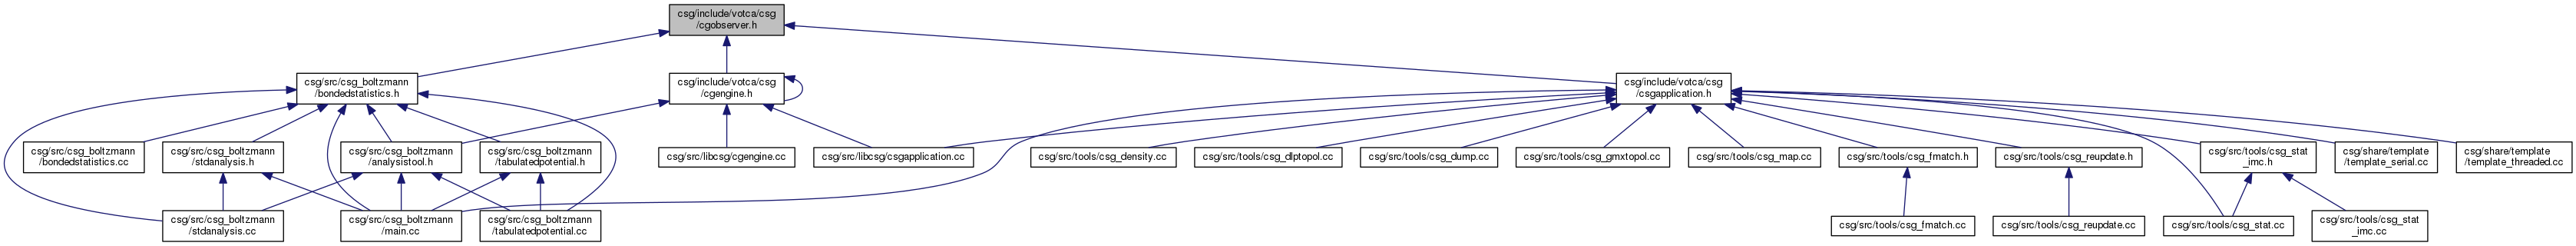 csg/include/votca/csg
/cgobserver.h
csg/src/csg_boltzmann
/bondedstatistics.h
csg/include/votca/csg
/cgengine.h
csg/include/votca/csg
/csgapplication.h
csg/src/csg_boltzmann
/bondedstatistics.cc
csg/src/csg_boltzmann
/stdanalysis.h
csg/src/csg_boltzmann
/analysistool.h
csg/src/csg_boltzmann
/tabulatedpotential.h
csg/src/libcsg/cgengine.cc
csg/src/libcsg/csgapplication.cc
csg/src/tools/csg_density.cc
csg/src/tools/csg_dlptopol.cc
csg/src/tools/csg_dump.cc
csg/src/tools/csg_gmxtopol.cc
csg/src/tools/csg_map.cc
csg/src/tools/csg_fmatch.h
csg/src/tools/csg_reupdate.h
csg/src/tools/csg_stat
_imc.h
csg/share/template
/template_serial.cc
csg/share/template
/template_threaded.cc
csg/src/csg_boltzmann
/stdanalysis.cc
csg/src/csg_boltzmann
/main.cc
csg/src/csg_boltzmann
/tabulatedpotential.cc
csg/src/tools/csg_fmatch.cc
csg/src/tools/csg_reupdate.cc
csg/src/tools/csg_stat.cc
csg/src/tools/csg_stat
_imc.cc